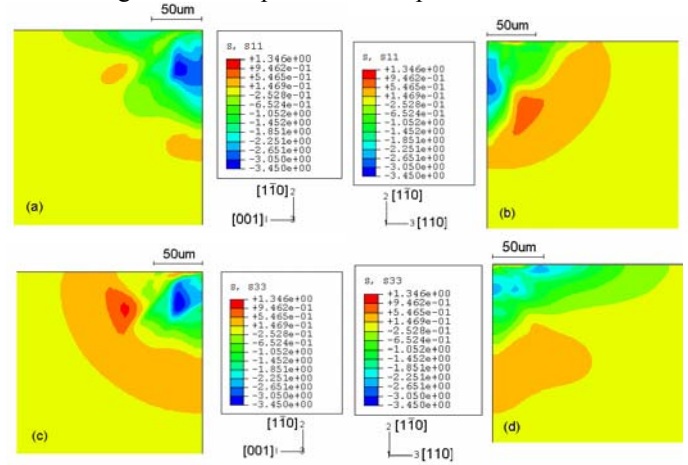 50um
s, s11
+1.346e+00
+9.462e-01
+5.465e-01
+1.469e-01
-2.528e-01
-6.524e-01
-1.052e+00
-1.452e+00
-1.851e+00
-2.251e+00
-2.651e+00
-3.050e+00
-3.450e+00
[11̄0] 2
[001] 1 3
(a)
50um
s, s11
+1.346e+00
+9.462e-01
+5.465e-01
+1.469e-01
-2.528e-01
-6.524e-01
-1.052e+00
-1.452e+00
-1.851e+00
-2.251e+00
-2.651e+00
-3.050e+00
-3.450e+00
2 [11̄0]
1 3 [110]
(b)
50um
s, s33
+1.346e+00
+9.462e-01
+5.465e-01
+1.469e-01
-2.528e-01
-6.524e-01
-1.052e+00
-1.452e+00
-1.851e+00
-2.251e+00
-2.651e+00
-3.050e+00
-3.450e+00
[11̄0] 2
[001] 1 3
(c)
50um
s, s33
+1.346e+00
+9.462e-01
+5.465e-01
+1.469e-01
-2.528e-01
-6.524e-01
-1.052e+00
-1.452e+00
-1.851e+00
-2.251e+00
-2.651e+00
-3.050e+00
-3.450e+00
2 [11̄0]
1 3 [110]
(d)